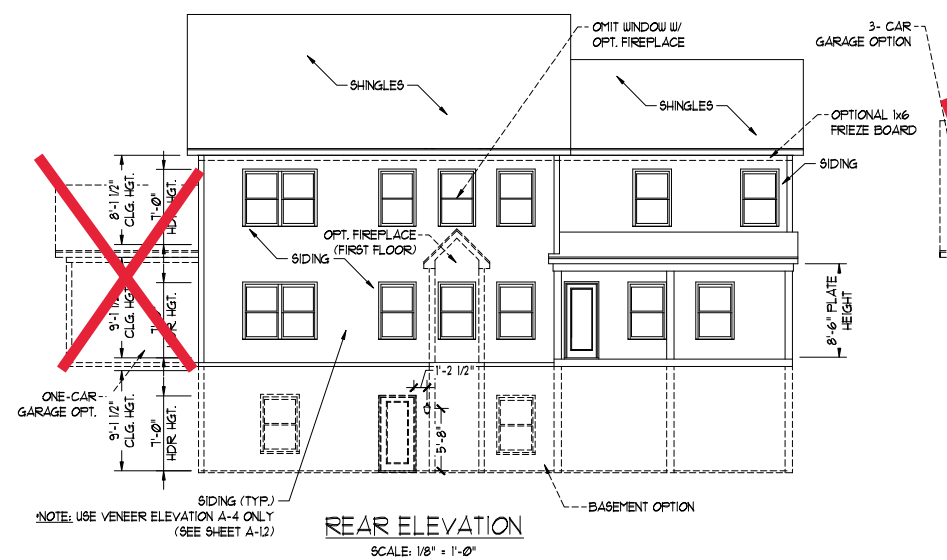 OMIT WINDOW W/
OPT. FIREPLACE
3- CAR
GARAGE OPTION
SHINGLES
SHINGLES
OPTIONAL 1x6
FRIEZE BOARD
SIDING
8'-1 1/2"
CLG. HGT.
7'-0"
HDR HGT.
OPT. FIREPLACE
(FIRST FLOOR)
SIDING
9'-1 1/2"
CLG. HGT.
HDR HGT.
8'-6" PLATE
HEIGHT
1'-2 1/2"
ONE-CAR
GARAGE OPT.
9'-1 1/2"
CLG. HGT.
7'-0"
HDR HGT.
5'-8"
SIDING (TYP.)
*NOTE: USE VENEER ELEVATION A-4 ONLY
(SEE SHEET A-1.2)
BASEMENT OPTION
REAR ELEVATION
SCALE: 1/8" = 1'-0"